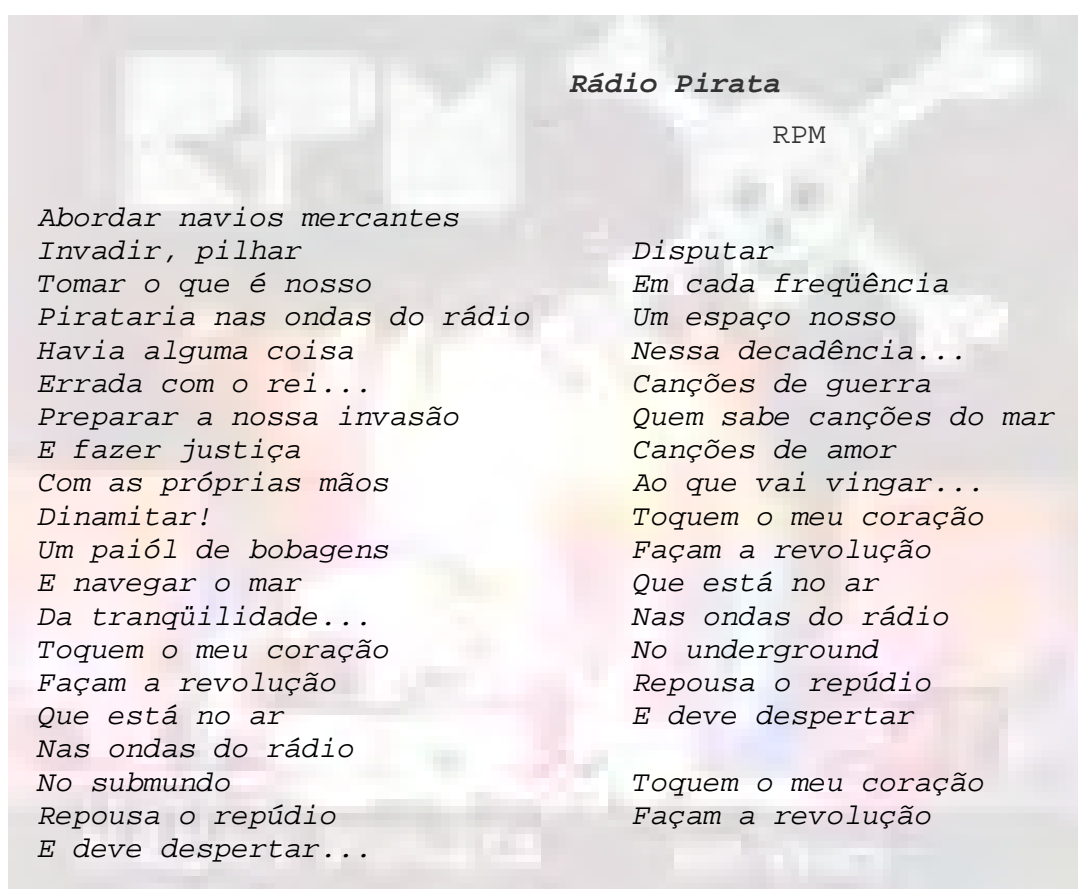 RPM
Rádio Pirata
RPM
Abordar navios mercantes
Invadir, pilhar
Tomar o que é nosso
Pirataria nas ondas do rádio
Havia alguma coisa
Errada com o rei...
Preparar a nossa invasão
E fazer justiça
Com as próprias mãos
Dinamitar!
Um paiól de bobagens
E navegar o mar
Da tranqüilidade...
Toquem o meu coração
Façam a revolução
Que está no ar
Nas ondas do rádio
No submundo
Repousa o repúdio
E deve despertar...
Disputar
Em cada freqüência
Um espaço nosso
Nessa decadência...
Canções de guerra
Quem sabe canções do mar
Canções de amor
Ao que vai vingar...
Toquem o meu coração
Façam a revolução
Que está no ar
Nas ondas do rádio
No underground
Repousa o repúdio
E deve despertar
Toquem o meu coração
Façam a revolução